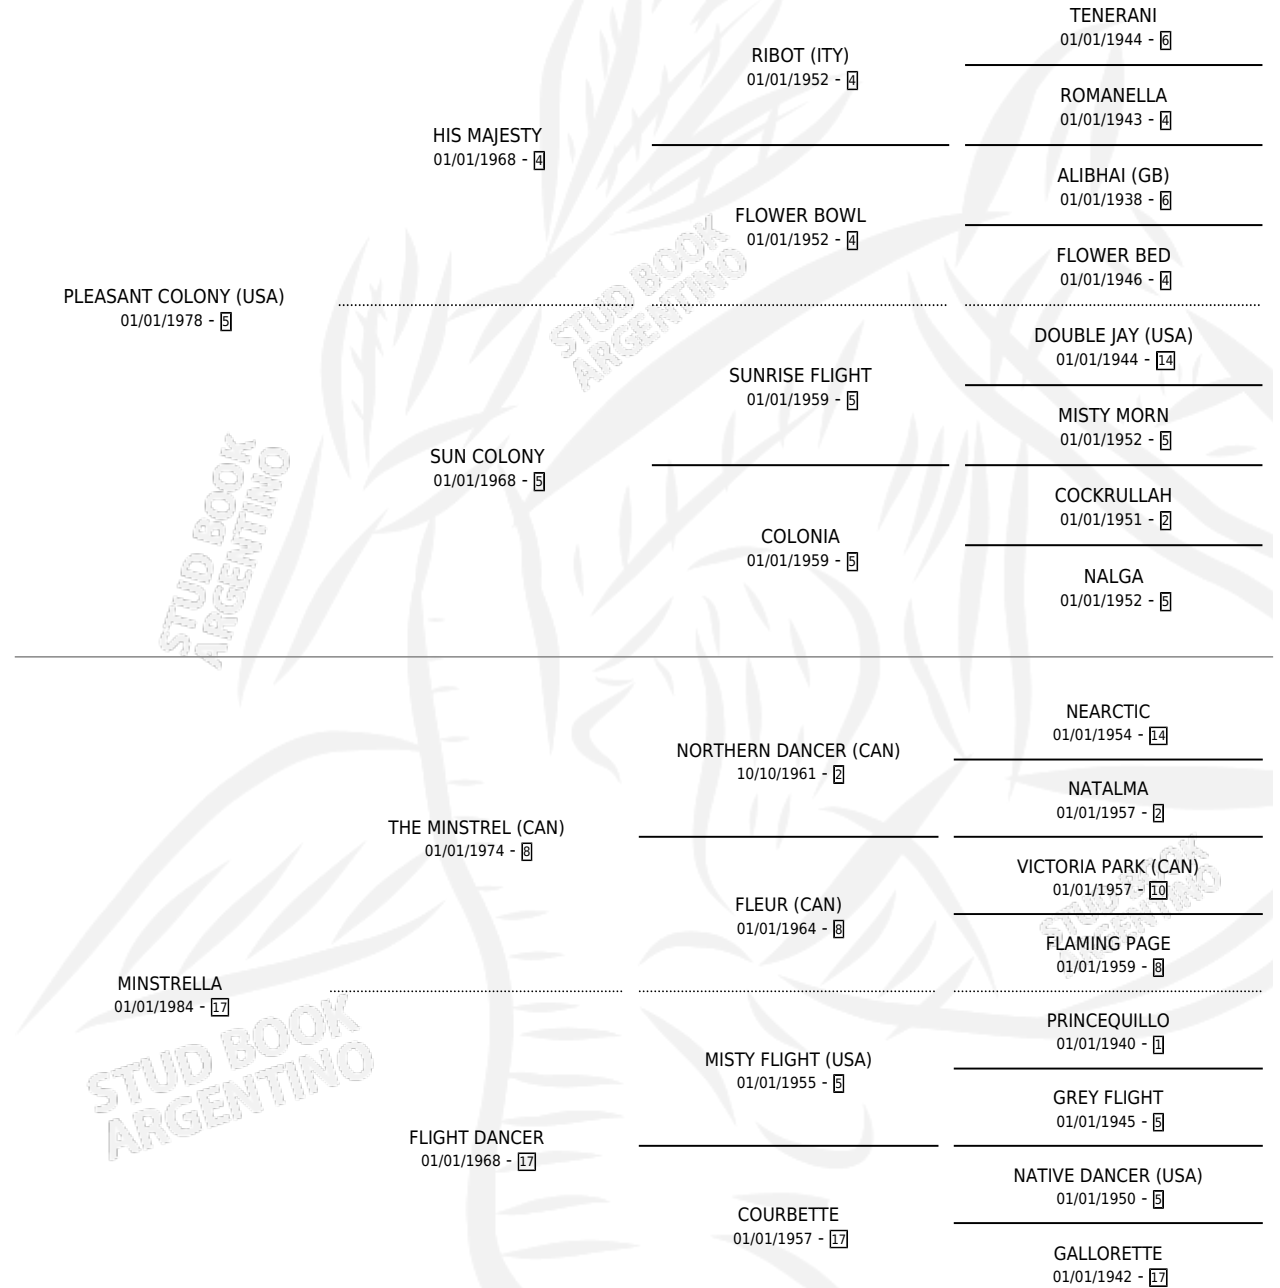 TENERANI
01/01/1944 - 6
RIBOT (ITY)
01/01/1952 - 4
ROMANELLA
01/01/1943 - 4
HIS MAJESTY
01/01/1968 - 4
ALIBHAI (GB)
01/01/1938 - 6
FLOWER BOWL
01/01/1952 - 4
FLOWER BED
01/01/1946 - 4
PLEASANT COLONY (USA)
01/01/1978 - 5
STUD BOOK
ARGENTINO
DOUBLE JAY (USA)
01/01/1944 - 14
SUNRISE FLIGHT
01/01/1959 - 5
MISTY MORN
01/01/1952 - 5
SUN COLONY
01/01/1968 - 5
COCKRULLAH
01/01/1951 - 2
COLONIA
01/01/1959 - 5
NALGA
01/01/1952 - 5
STUD BOOK
ARGENTINO
NEARCTIC
01/01/1954 - 14
NORTHERN DANCER (CAN)
10/10/1961 - 2
NATALMA
01/01/1957 - 2
THE MINSTREL (CAN)
01/01/1974 - 8
VICTORIA PARK (CAN)
01/01/1957 - 10
FLEUR (CAN)
01/01/1964 - 8
STUD BOOK
ARGENTINO
FLAMING PAGE
01/01/1959 - 8
MINSTRELLA
01/01/1984 - 17
STUD BOOK
ARGENTINO
PRINCEQUILLO
01/01/1940 - 1
MISTY FLIGHT (USA)
01/01/1955 - 5
GREY FLIGHT
01/01/1945 - 5
FLIGHT DANCER
01/01/1968 - 17
NATIVE DANCER (USA)
01/01/1950 - 5
COURBETTE
01/01/1957 - 17
GALLORETTE
01/01/1942 - 17